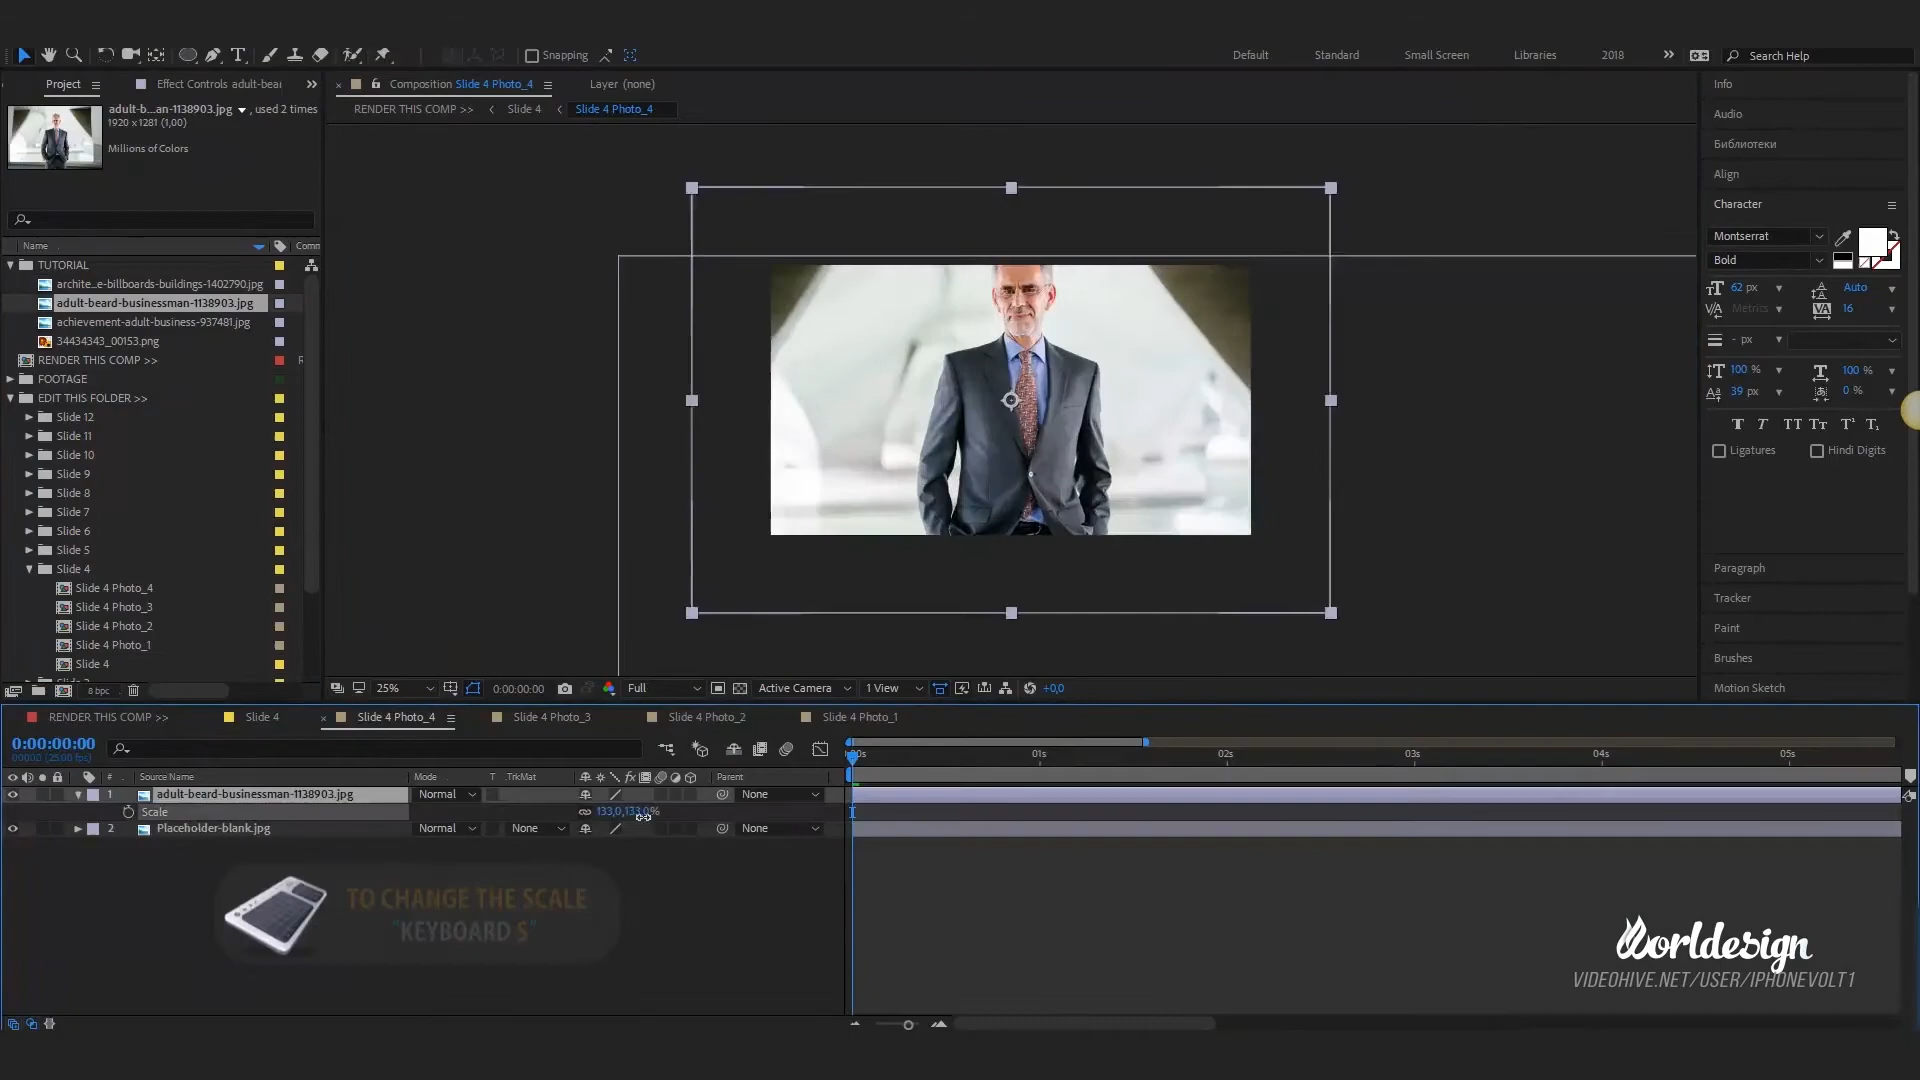 Snapping
Default
Standard
Small Screen
Libraries
2018
Search Help
Project
Effect Controls adult-bear
Composition Slide 4 Photo_4
Layer (none)
Info
adult-b...an-1138903.jpg , used 2 times
1920 x 1281 (1,00)
Millions of Colors
RENDER THIS COMP >>
Slide 4
Slide 4 Photo_4
Audio
Библиотеки
Align
Character
Montserrat
Bold
62 px
Auto
Metrics
16
- px
100 %
100 %
39 px
0 %
Ligatures
Hindi Digits
Paragraph
Tracker
Paint
Brushes
Motion Sketch
Name
Comm
TUTORIAL
archite...e-billboards-buildings-1402790.jpg
adult-beard-businessman-1138903.jpg
achievement-adult-business-937481.jpg
34434343_00153.png
RENDER THIS COMP >>
R
FOOTAGE
EDIT THIS FOLDER >>
Slide 12
Slide 11
Slide 10
Slide 9
Slide 8
Slide 7
Slide 6
Slide 5
Slide 4
Slide 4 Photo_4
Slide 4 Photo_3
Slide 4 Photo_2
Slide 4 Photo_1
Slide 4
8 bpc
25%
0:00:00:00
Full
Active Camera
1 View
+0,0
RENDER THIS COMP >>
Slide 4
Slide 4 Photo_4
Slide 4 Photo_3
Slide 4 Photo_2
Slide 4 Photo_1
0:00:00:00
00000 (25.00 fps)
:00s
01s
02s
03s
04s
05s
#
Source Name
Mode
T
TrkMat
Parent
1
adult-beard-businessman-1138903.jpg
Normal
None
Scale
133,0,133,0%
2
Placeholder-blank.jpg
Normal
None
None
TO CHANGE THE SCALE
"KEYBOARD S"
Worldesign
VIDEOHIVE.NET/USER/IPHONEVOLT1